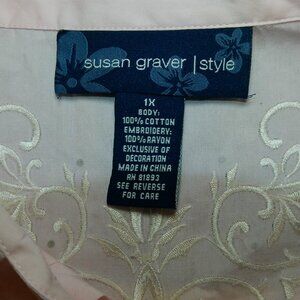 susan graver | style
1X
BODY:
100% COTTON
EMBROIDERY:
100% RAYON
EXCLUSIVE OF
DECORATION
MADE IN CHINA
RN 81893
SEE REVERSE
FOR CARE